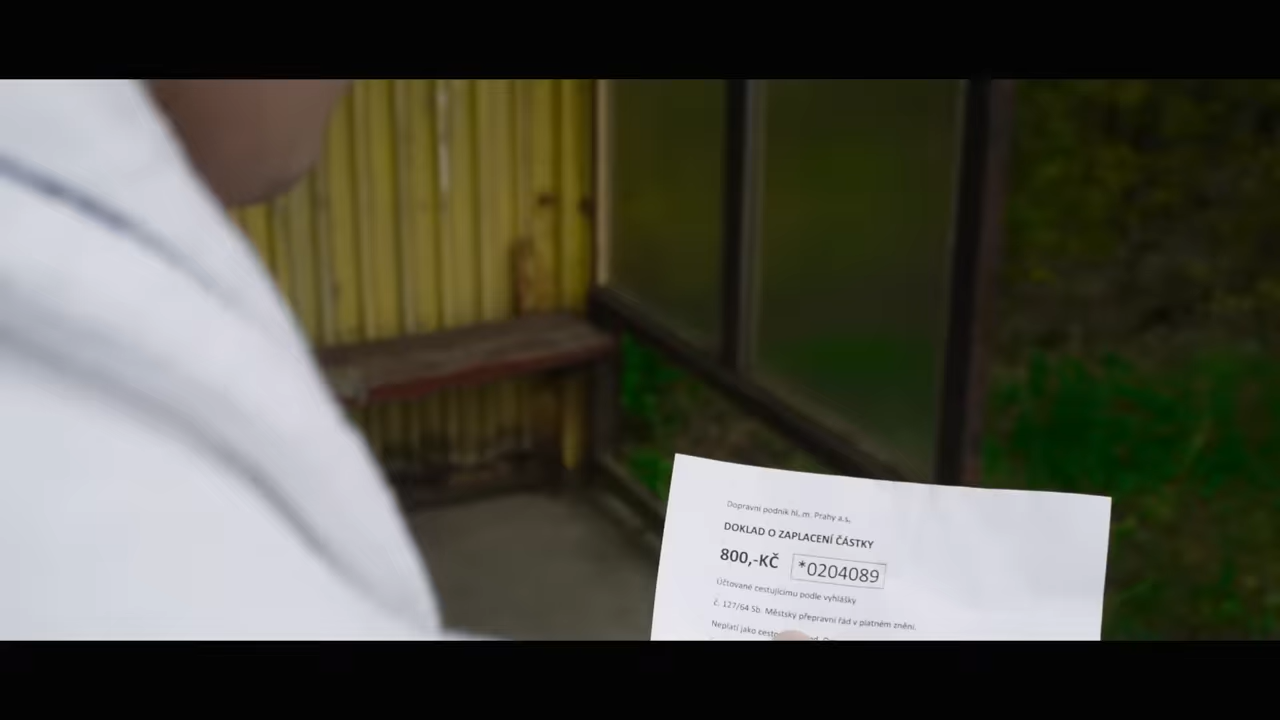 Dopravní podnik hl. m. Prahy a.s.
DOKLAD O ZAPLACENÍ ČÁSTKY
800,-KČ *0204089
Účtované cestujícímu podle vyhlášky
č. 127/64 Sb. Městský přepravní řád v platném znění.
Neplatí jako